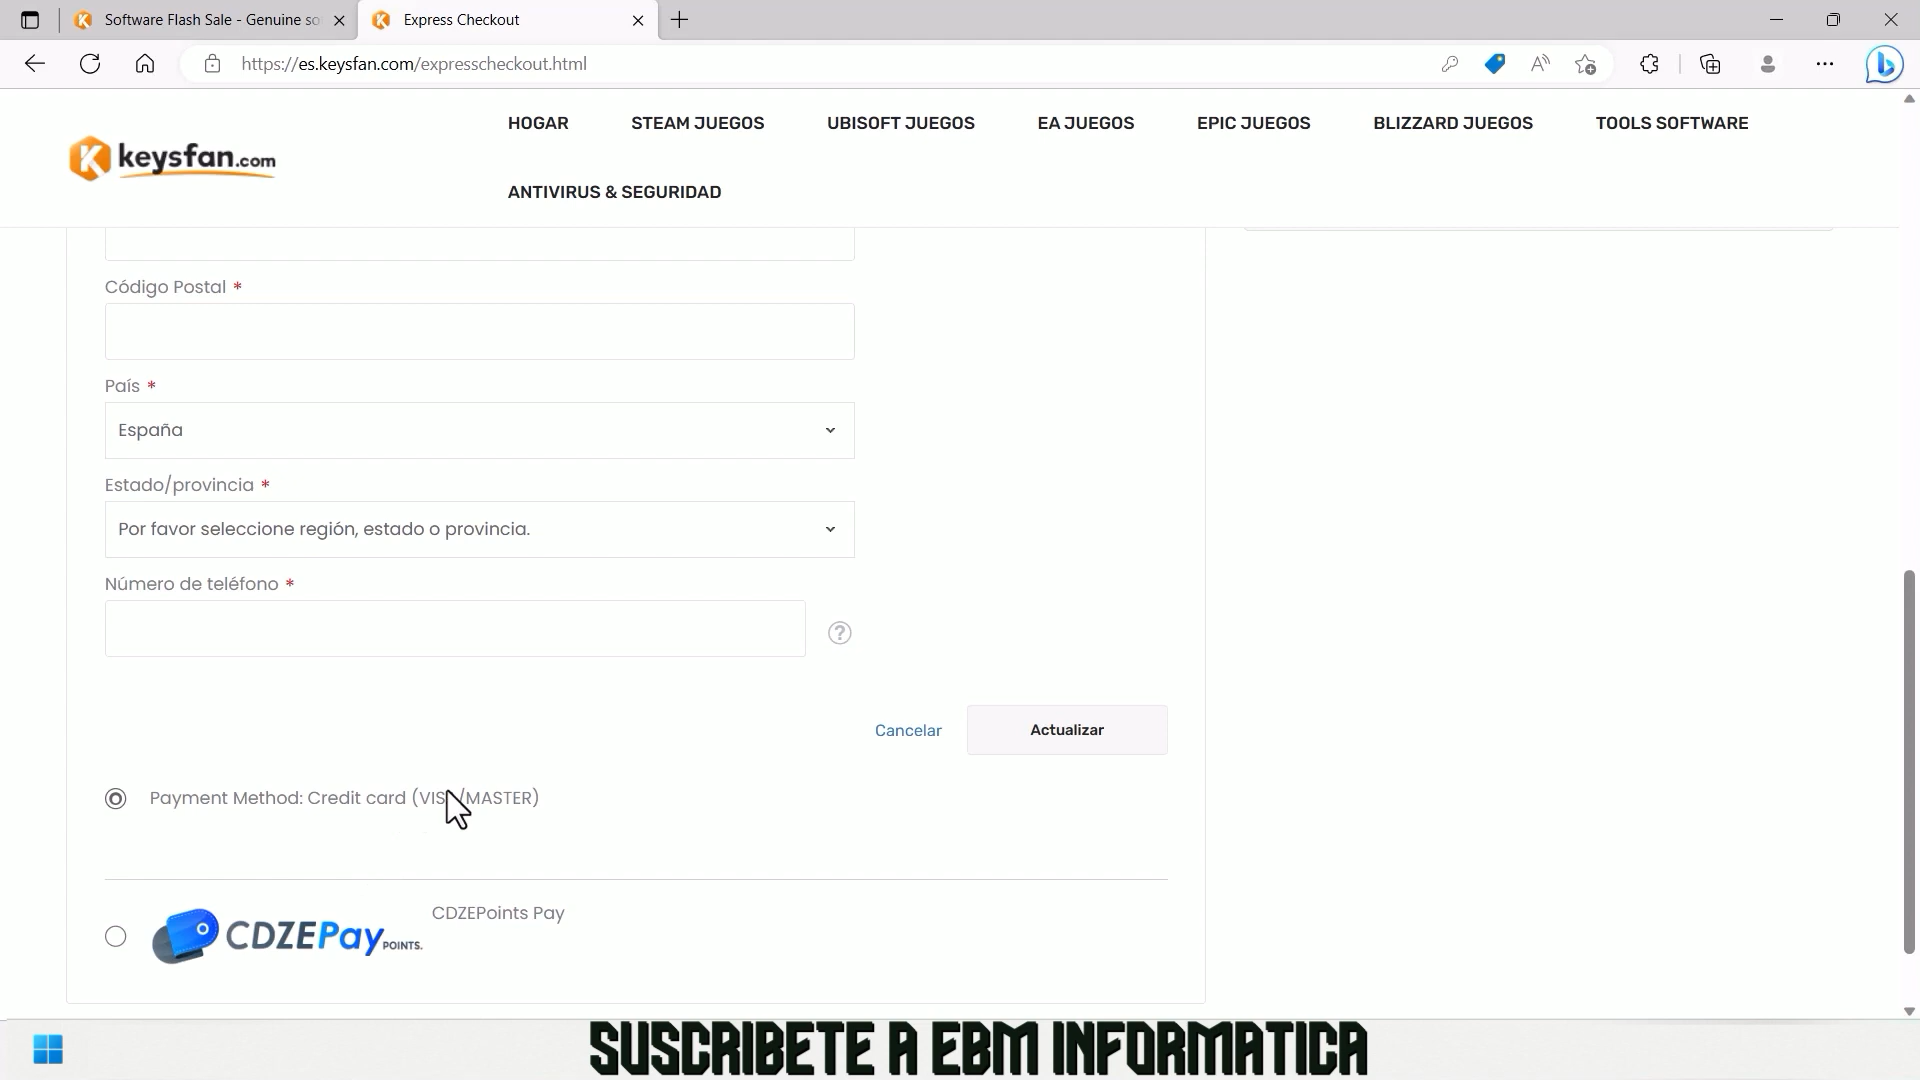 Software Flash Sale - Genuine so
Express Checkout
https://es.keysfan.com/expresscheckout.html
HOGAR
STEAM JUEGOS
UBISOFT JUEGOS
EA JUEGOS
EPIC JUEGOS
BLIZZARD JUEGOS
TOOLS SOFTWARE
keysfan.com
ANTIVIRUS & SEGURIDAD
Código Postal *
País *
España
Estado/provincia *
Por favor seleccione región, estado o provincia.
Número de teléfono *
?
Cancelar
Actualizar
Payment Method: Credit card (VISA/MASTER)
CDZEPay POINTS.
CDZEPoints Pay
SUSCRIBETE A EBM INFORMATICA